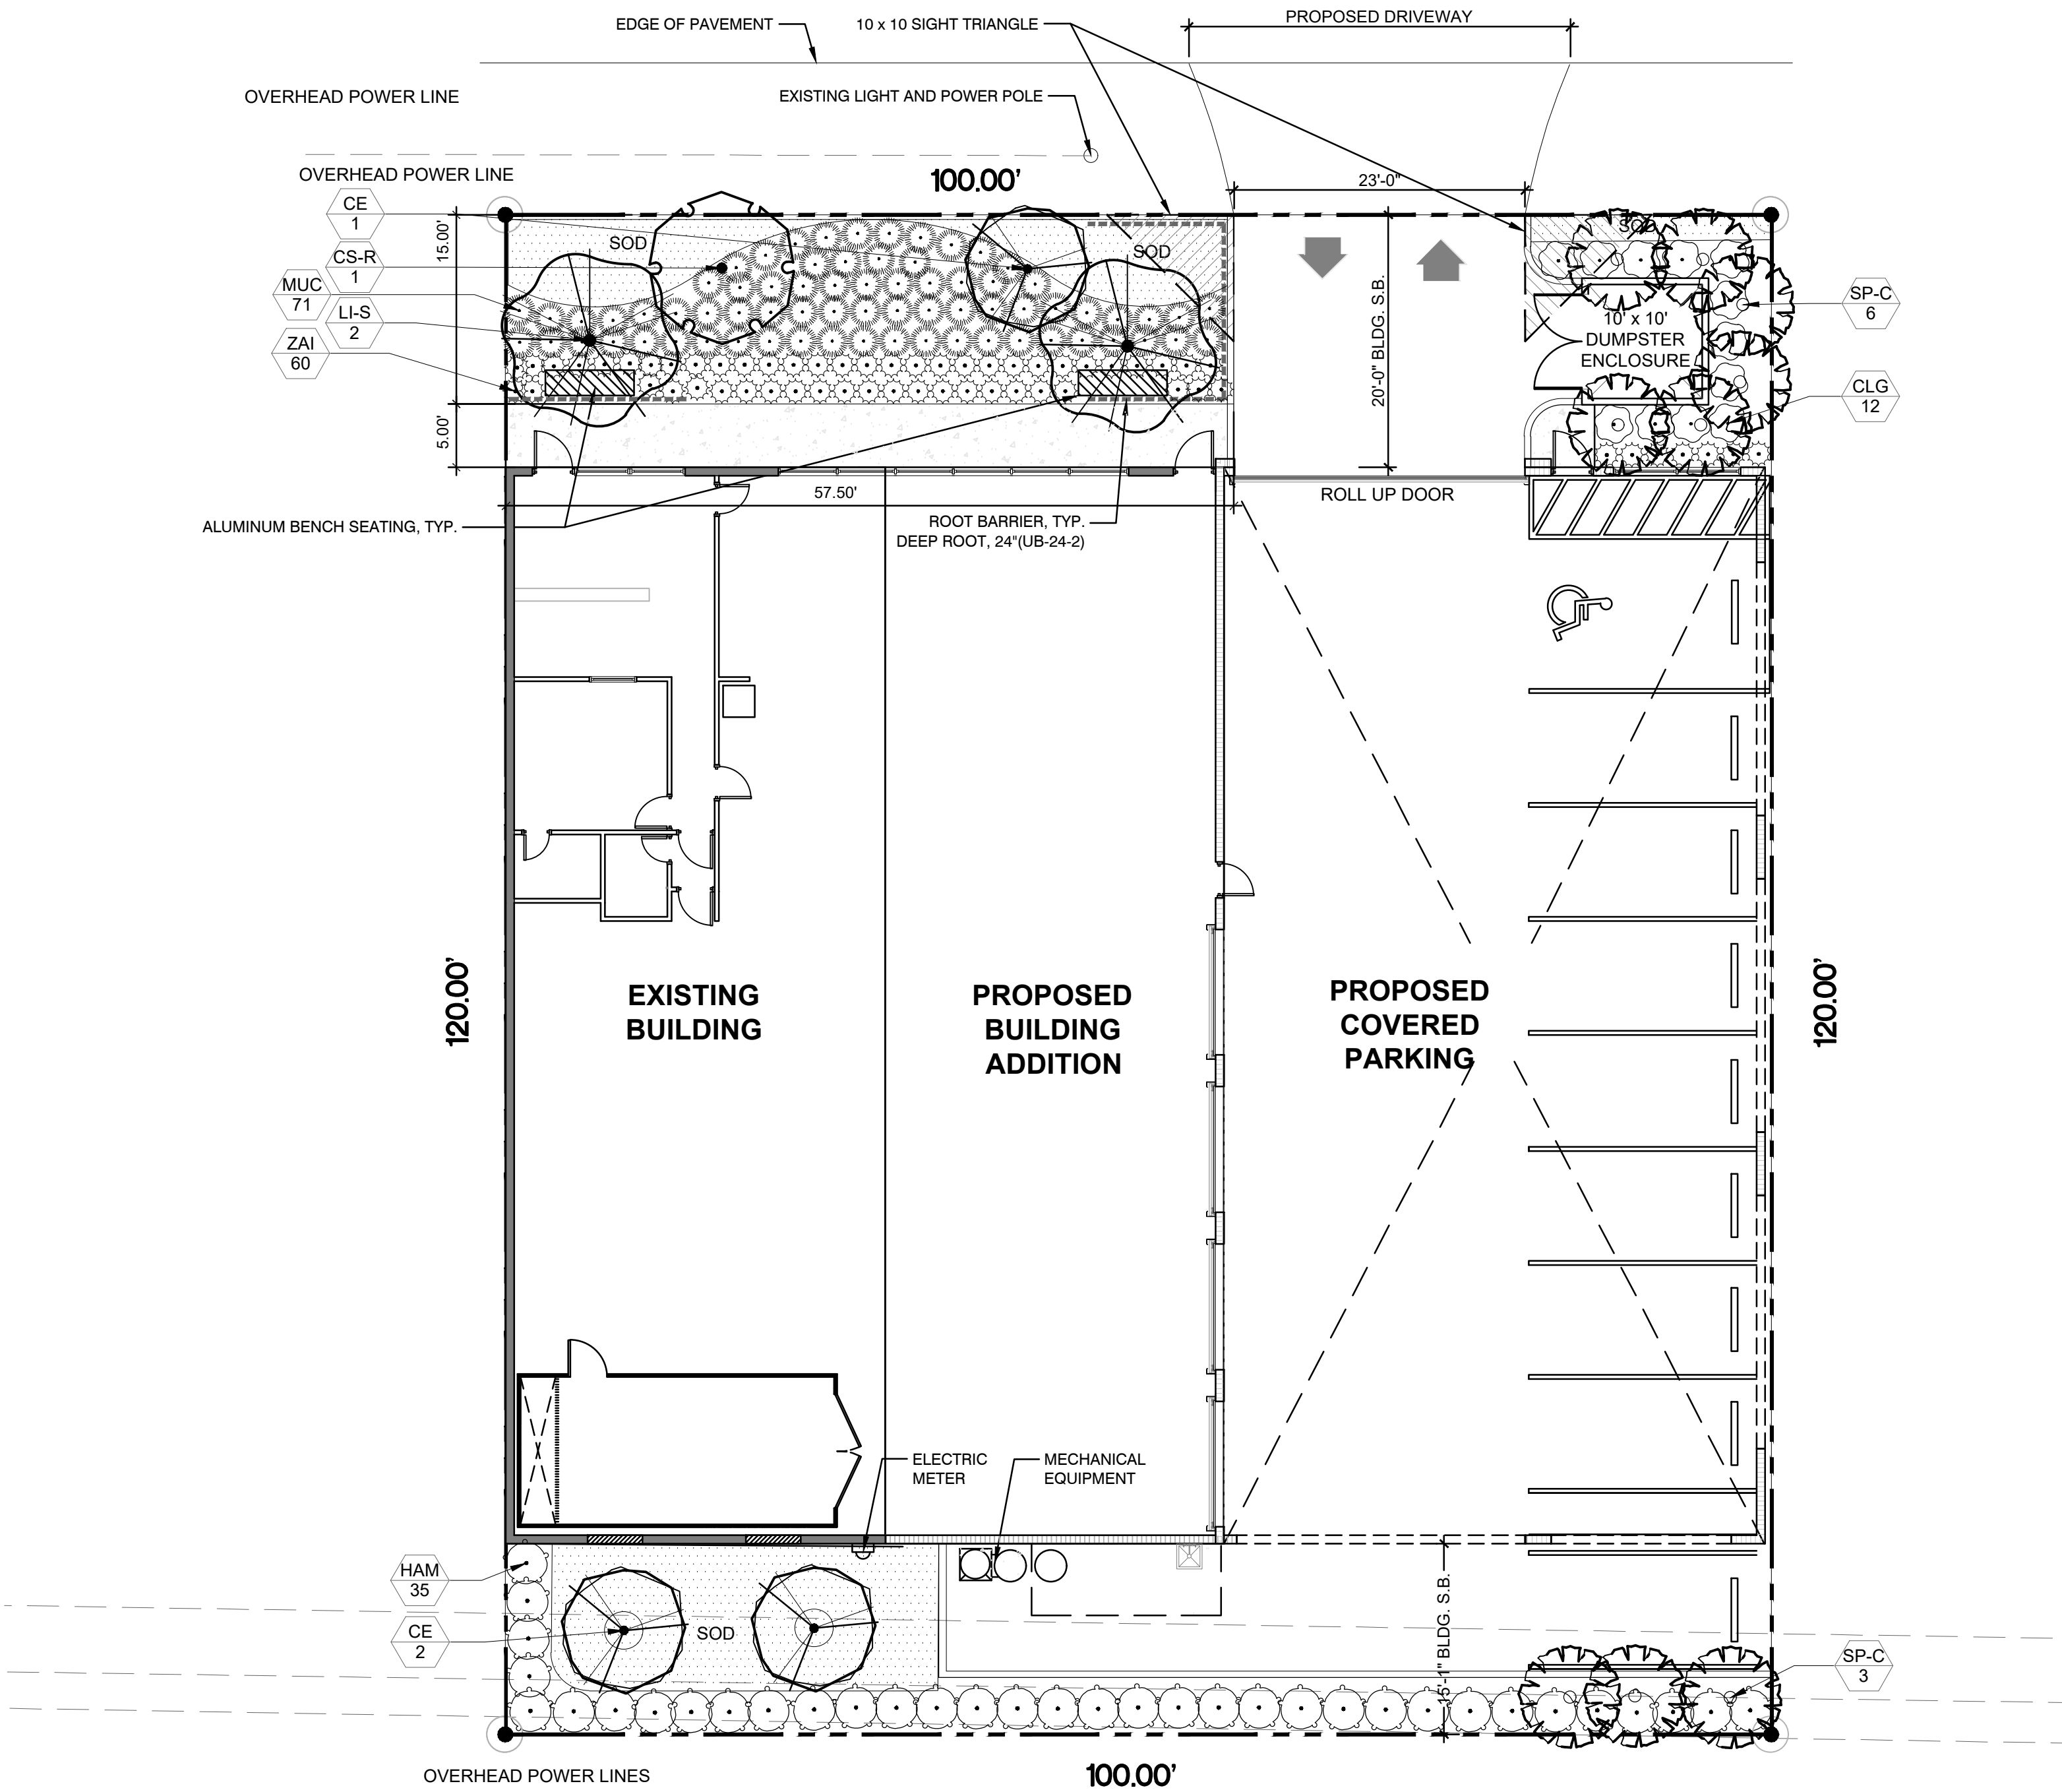 EDGE OF PAVEMENT
10 x 10 SIGHT TRIANGLE
PROPOSED DRIVEWAY
OVERHEAD POWER LINE
EXISTING LIGHT AND POWER POLE
OVERHEAD POWER LINE
100.00'
23'-0"
CE
1
CS-R
1
MUC
71
LI-S
2
ZAI
60
15.00'
5.00'
SOD
SOD
SOD
20'-0" BLDG. S.B.
10' x 10'
DUMPSTER
ENCLOSURE
SP-C
6
CLG
12
57.50'
ROLL UP DOOR
ALUMINUM BENCH SEATING, TYP.
ROOT BARRIER, TYP.
DEEP ROOT, 24"(UB-24-2)
120.00'
EXISTING
BUILDING
PROPOSED
BUILDING
ADDITION
PROPOSED
COVERED
PARKING
120.00'
ELECTRIC
METER
MECHANICAL
EQUIPMENT
HAM
35
CE
2
SOD
15'-1" BLDG. S.B.
SP-C
3
OVERHEAD POWER LINES
100.00'